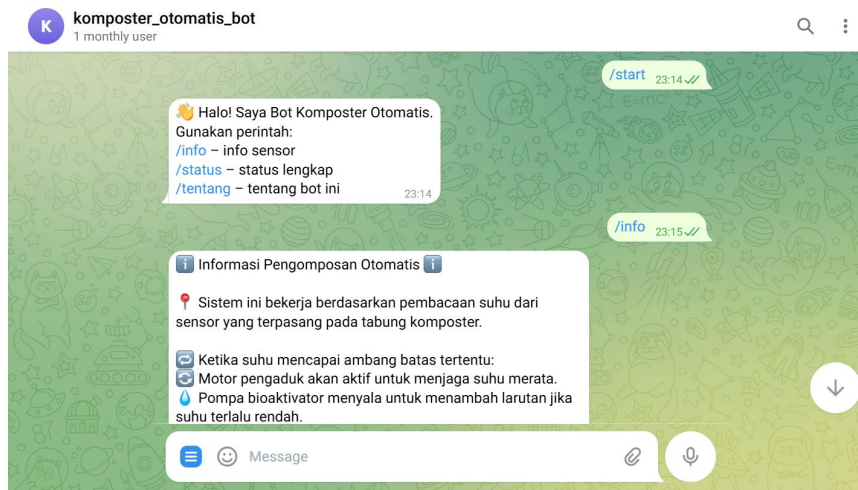 K
komposter_otomatis_bot
1 monthly user
/start 23:14
👋 Halo! Saya Bot Komposter Otomatis.
Gunakan perintah:
/info – info sensor
/status – status lengkap
/tentang – tentang bot ini
23:14
/info 23:15
ℹ️ Informasi Pengomposan Otomatis ℹ️
📍 Sistem ini bekerja berdasarkan pembacaan suhu dari
sensor yang terpasang pada tabung komposter.
🔁 Ketika suhu mencapai ambang batas tertentu:
🔄 Motor pengaduk akan aktif untuk menjaga suhu merata.
💧 Pompa bioaktivator menyala untuk menambah larutan jika
suhu terlalu rendah.
Message